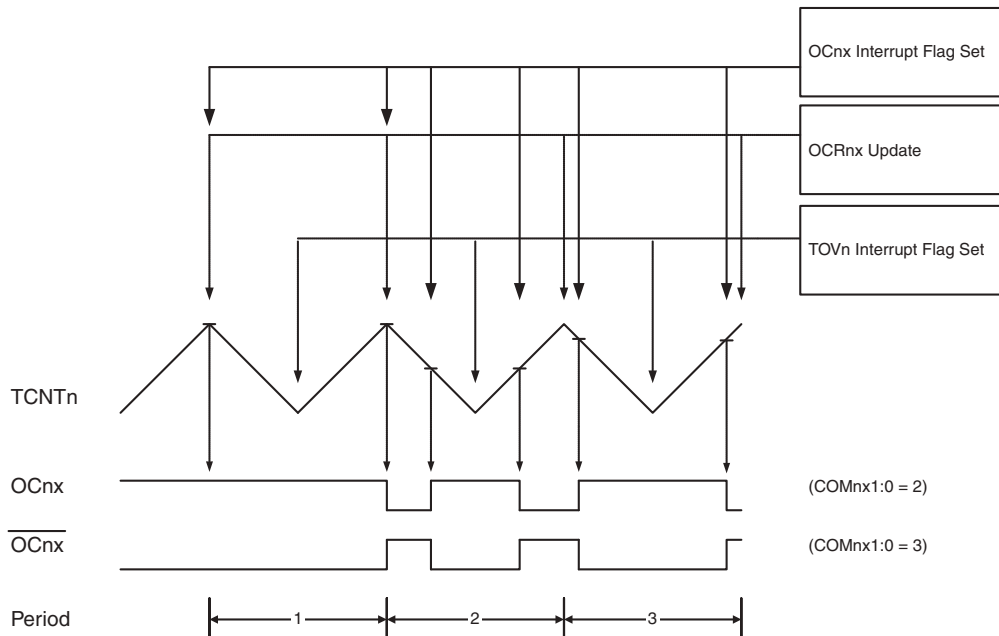 OCnx Interrupt Flag Set
OCRnx Update
TOVn Interrupt Flag Set
TCNTn
OCnx (COMnx1:0 = 2)
OCnx (COMnx1:0 = 3)
Period 1 2 3